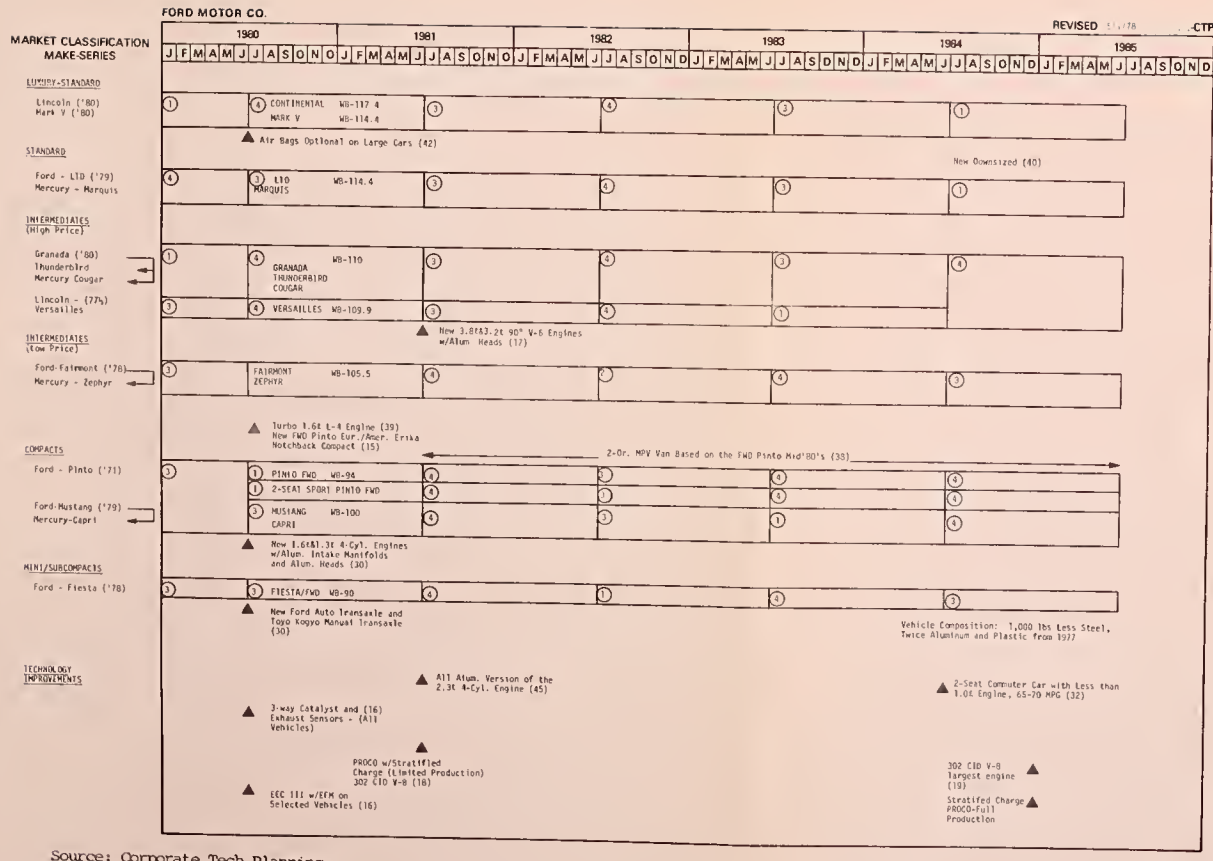 FORD MOTOR CO.
REVISED
-CTP
MARKET CLASSIFICATION
MAKE-SERIES
1980 1981 1982 1983 1984 1985
J F M A M J J A S O N D J F M A M J J A S O N D J F M A M J J A S O N D J F M A M J J A S O N D J F M A M J J A S O N D J F M A M J J A S O N D
LUXURY-STANDARD
Lincoln ('80)
Mark V ('80)
1 4 CONTINENTAL WB-117 4 3 4 3 1
MARK V WB-114.4
Air Bags Optional on Large Cars (42)
STANDARD
New Downsized (40)
Ford - LTD ('79)
Mercury - Marquis
4 3 LTD WB-114.4 3 4 3 1
MARQUIS
INTERMEDIATES
(High Price)
Granada ('80)
Thunderbird
Mercury Cougar
1 4 WB-110 3 4 3 4
GRANADA
THUNDERBIRD
COUGAR
Lincoln - (77½)
Versailles
3 4 VERSAILLES WB-109.9 3 4 1
New 3.8ℓ&3.2ℓ 90° V-6 Engines
w/Alum. Heads (17)
INTERMEDIATES
(Low Price)
Ford-Fairmont ('78)
Mercury - Zephyr
3 FAIRMONT WB-105.5 4 2 4 3
ZEPHYR
Turbo 1.6ℓ L-4 Engine (39)
New FWD Pinto Eur./Amer. Erika
Notchback Compact (15)
2-Dr. MPV Van Based on the FWD Pinto Mid'80's (38)
COMPACTS
Ford - Pinto ('71)
3 1 PINTO FWD WB-94 4 3 4 4
1 2-SEAT SPORT PINTO FWD 4 3 4 4
Ford-Mustang ('79)
Mercury-Capri
3 MUSTANG WB-100 4 3 1 4
CAPRI
New 1.6ℓ&1.3ℓ 4-Cyl. Engines
w/Alum. Intake Manifolds
and Alum. Heads (30)
MINI/SUBCOMPACTS
Ford - Fiesta ('78)
3 3 FIESTA/FWD WB-90 4 1 4 3
New Ford Auto Transaxle and
Toyo Kogyo Manual Transaxle
(30)
Vehicle Composition: 1,000 lbs Less Steel,
Twice Aluminum and Plastic from 1977
TECHNOLOGY
IMPROVEMENTS
All Alum. Version of the
2.3ℓ 4-Cyl. Engine (45)
2-Seat Commuter Car with Less than
1.0ℓ Engine, 65-70 MPG (32)
3-way Catalyst and (16)
Exhaust Sensors - (All
Vehicles)
PROCO w/Stratified
Charge (Limited Production)
302 CID V-8 (18)
302 CID V-8
largest engine
(19)
EEC III w/EFM on
Selected Vehicles (16)
Stratifed Charge
PROCO-Full
Production
Source: Corporate Tech Planning